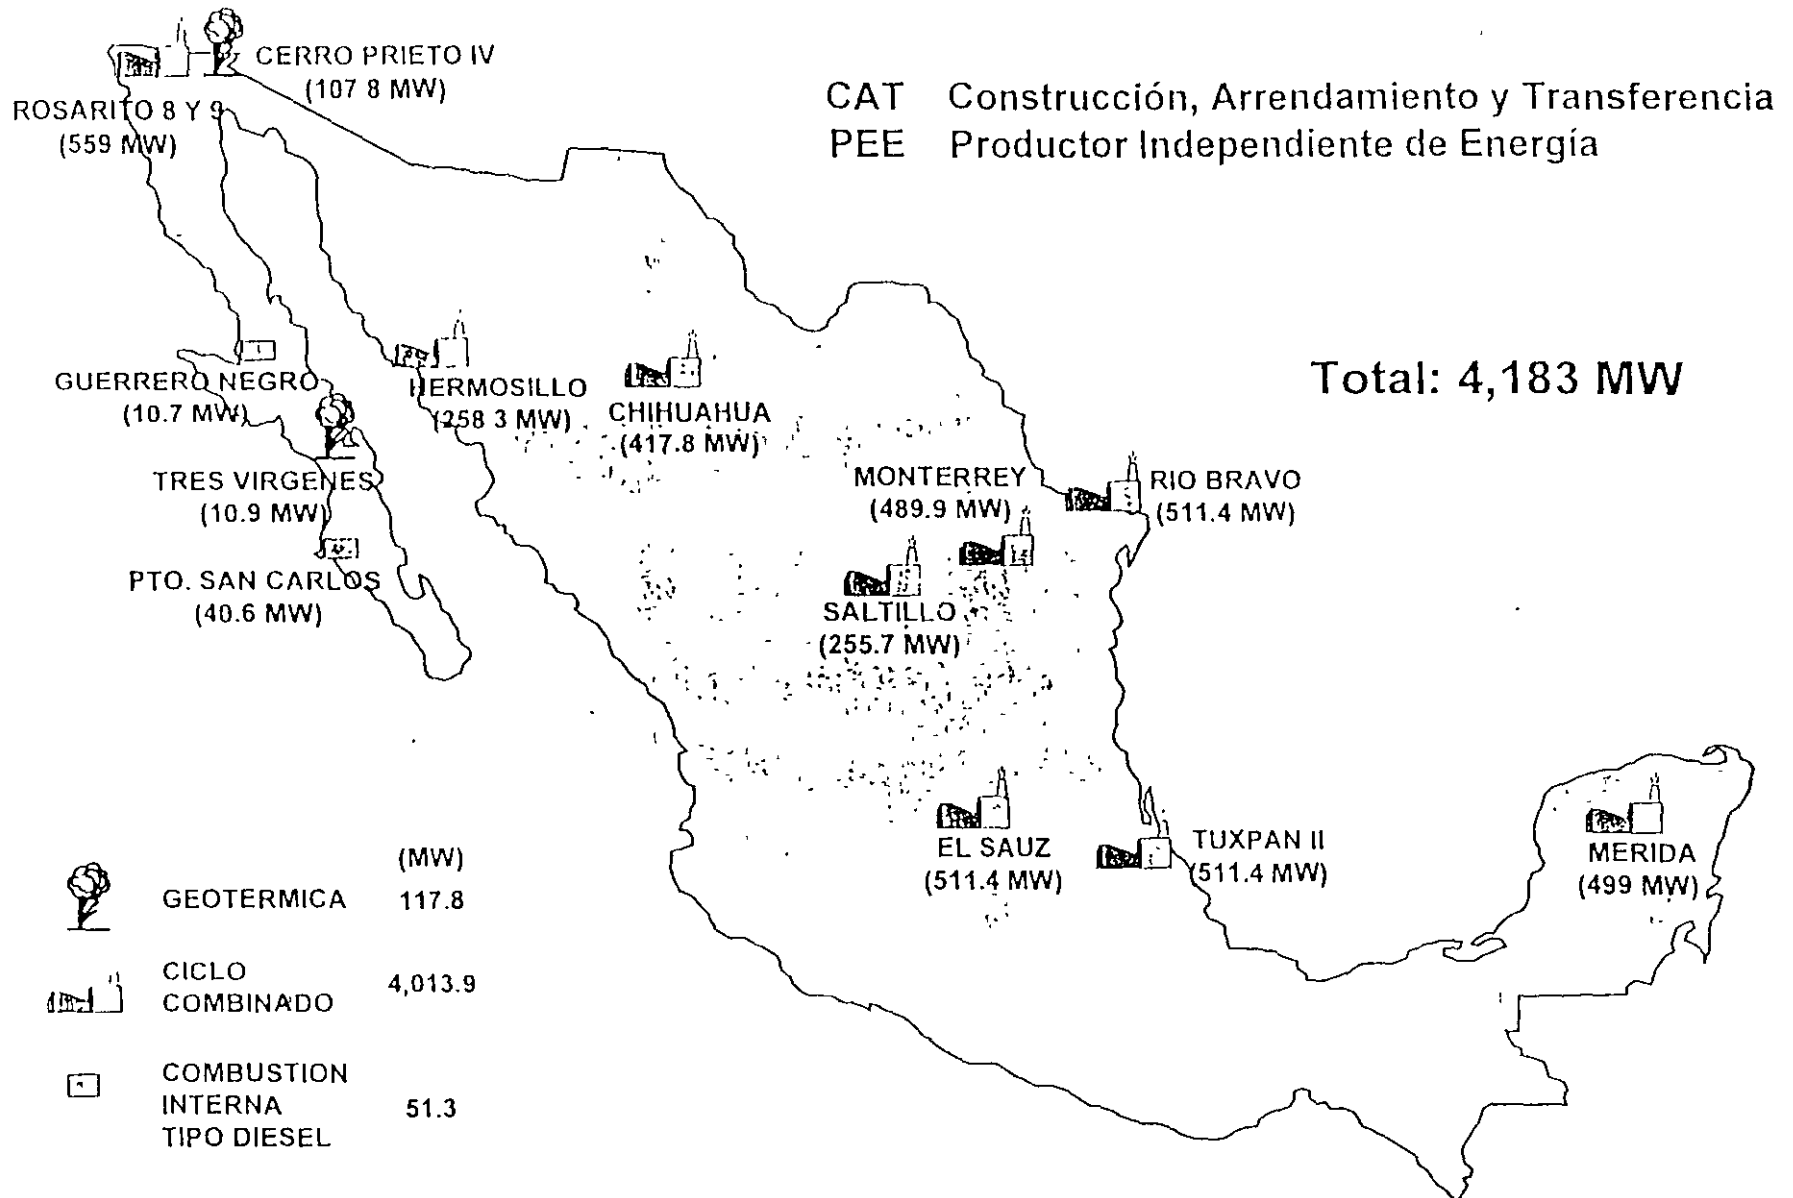 CERRO PRIETO IV
(107 8 MW)
ROSARITO 8 Y 9
(559 MW)
CAT Construcción, Arrendamiento y Transferencia
PEE Productor Independiente de Energía
Total: 4,183 MW
GUERRERO NEGRO
(10.7 MW)
HERMOSILLO
(258 3 MW)
CHIHUAHUA
(417.8 MW)
TRES VIRGENES
(10.9 MW)
MONTERREY
(489.9 MW)
RIO BRAVO
(511.4 MW)
PTO. SAN CARLOS
(40.6 MW)
SALTILLO
(255.7 MW)
EL SAUZ
(511.4 MW)
TUXPAN II
(511.4 MW)
MERIDA
(499 MW)
(MW)
GEOTERMICA 117.8
CICLO
COMBINADO
4,013.9
COMBUSTION
INTERNA
TIPO DIESEL
51.3